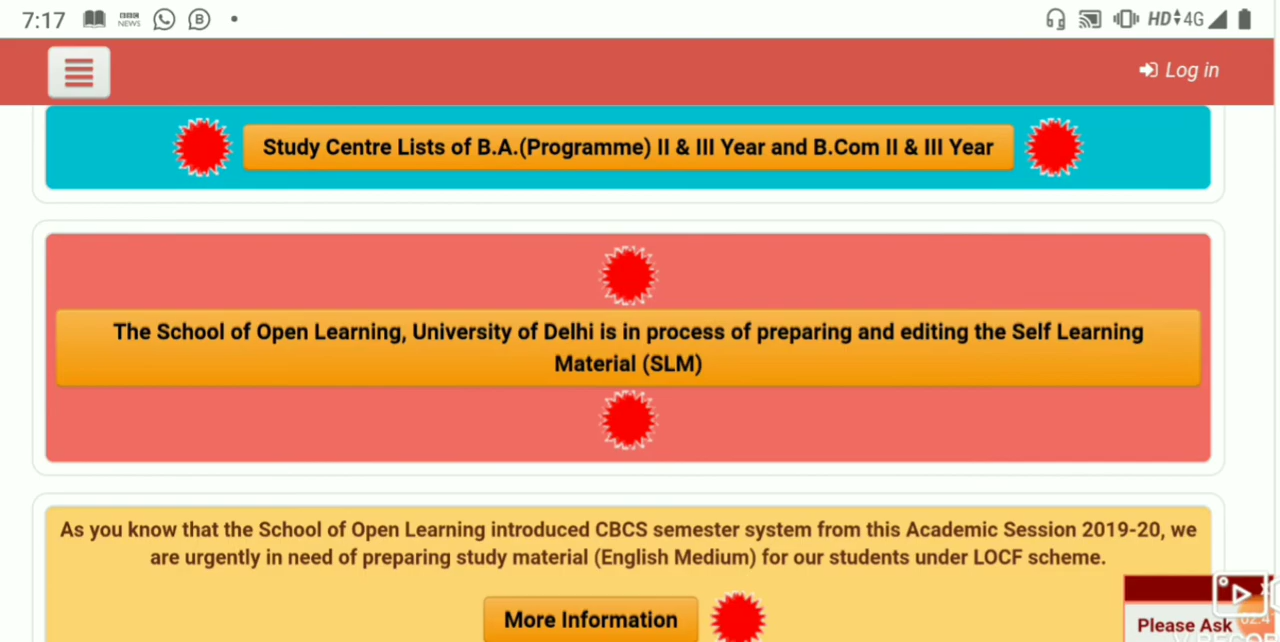 7:17 BBC NEWS B HD 4G
Log in
Study Centre Lists of B.A.(Programme) II & III Year and B.Com II & III Year
The School of Open Learning, University of Delhi is in process of preparing and editing the Self Learning
Material (SLM)
As you know that the School of Open Learning introduced CBCS semester system from this Academic Session 2019-20, we
are urgently in need of preparing study material (English Medium) for our students under LOCF scheme.
More Information
Please Ask